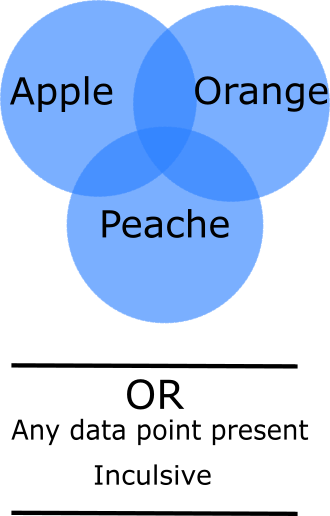 Apple Orange
Peache
OR
Any data point present
Inculsive